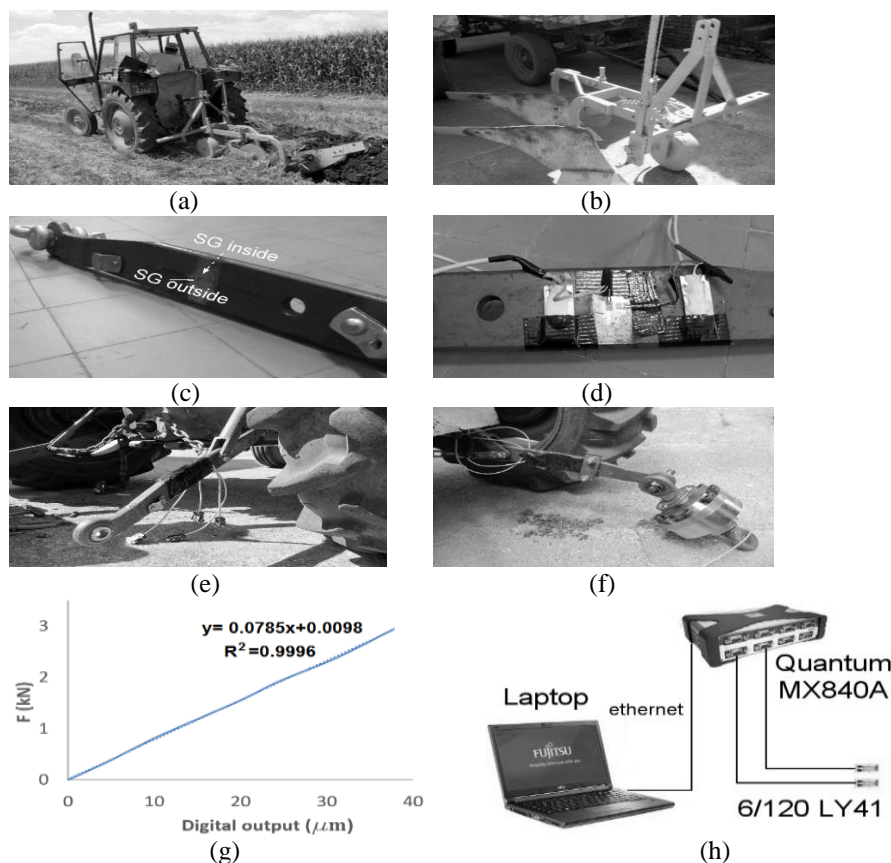 (a)
(b)
SG inside
SG outside
(c)
(d)
(e)
(f)
3
2
1
0
F (kN)
y= 0.0785x+0.0098
R²=0.9996
0 10 20 30 40
Digital output (μm)
(g)
Quantum
MX840A
Laptop
ethernet
FUJITSU
6/120 LY41
(h)